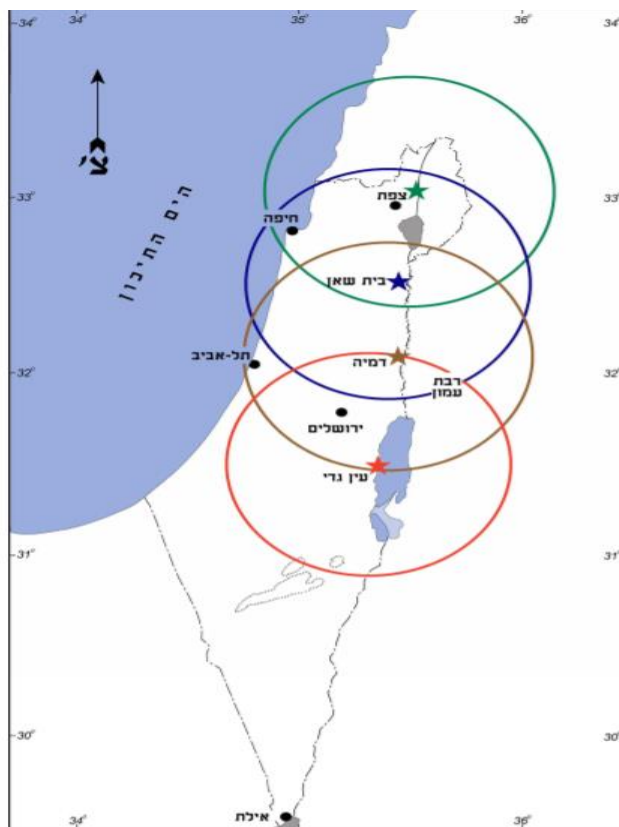 34° 35° 36°
34° 34°
33° 33°
צ'
צפת
חיפה
הים התיכון
בית שאן
תל-אביב
דמיה
32° 32°
רבת
עמון
ירושלים
עין גדי
31° 31°
30° 30°
אילת
34° 36°